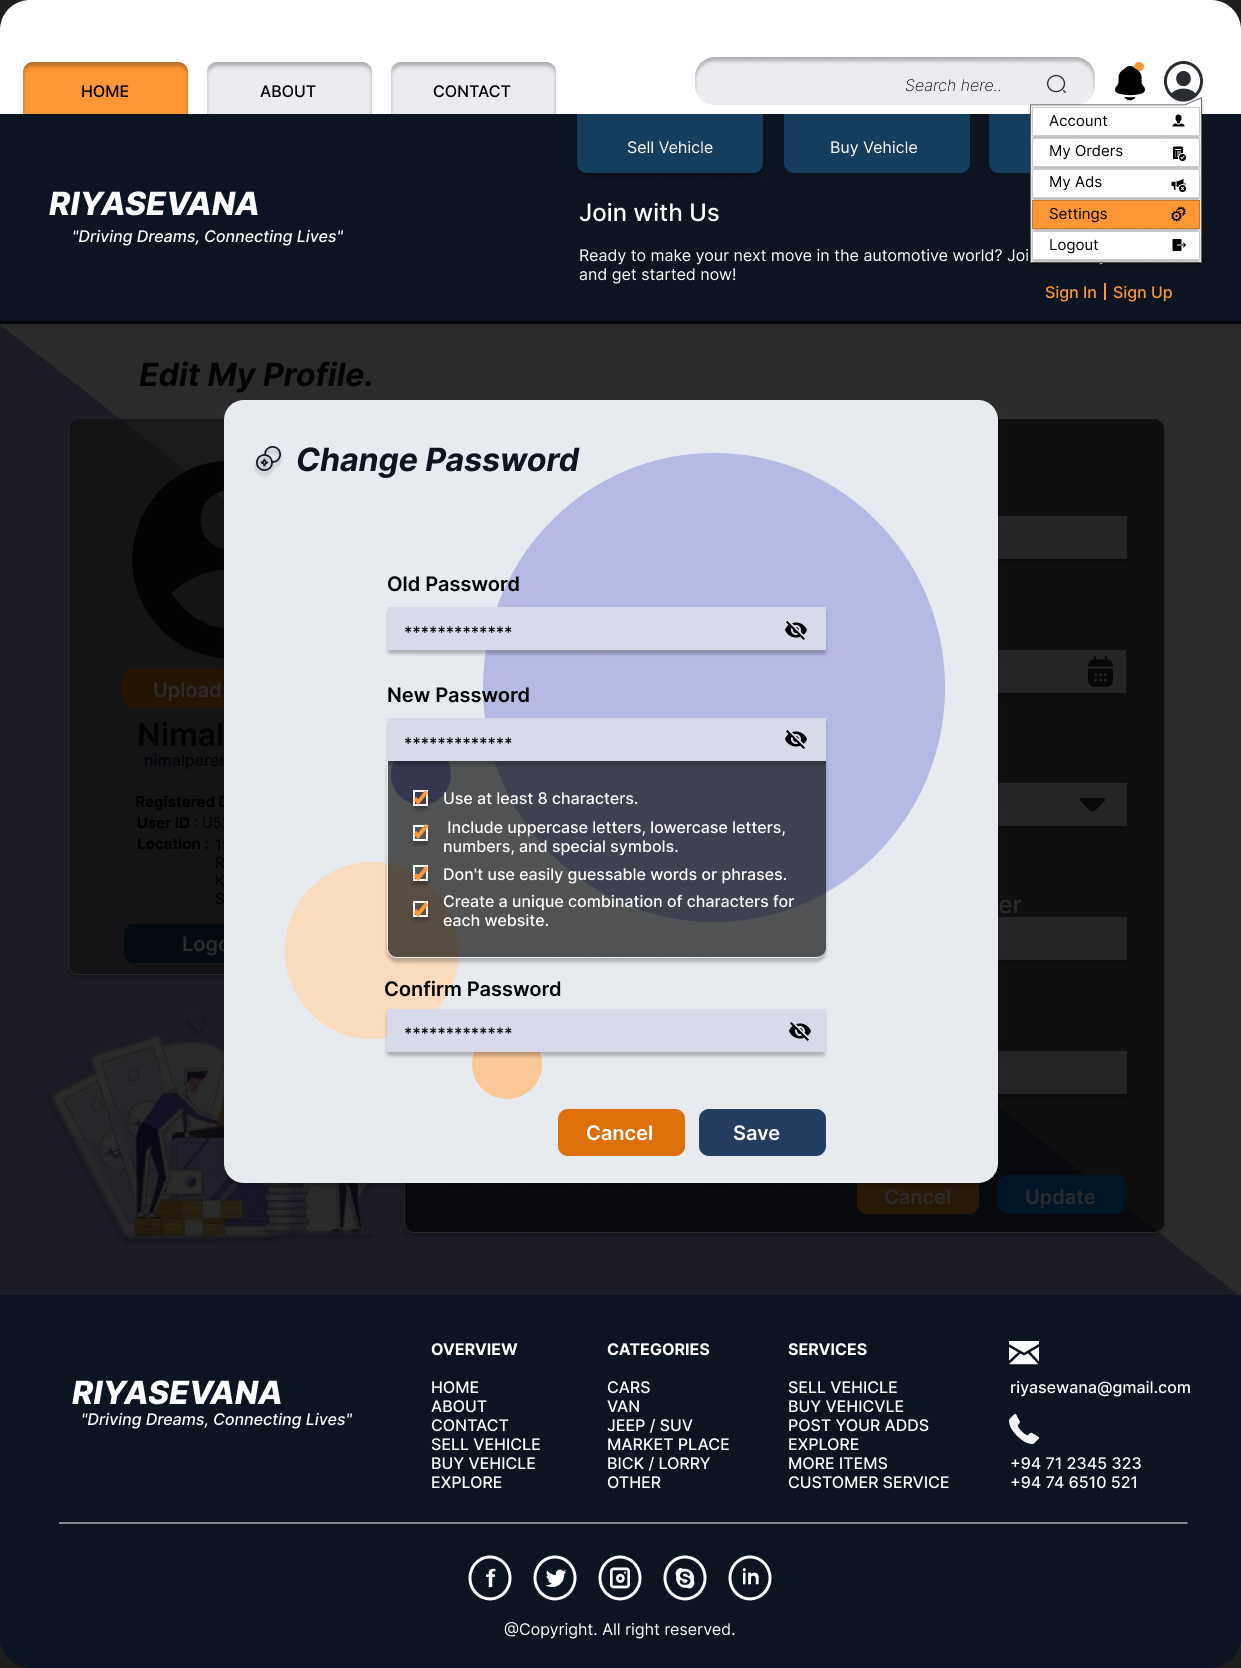 HOME
ABOUT
CONTACT
Search here..
Account
My Orders
My Ads
Settings
Logout
Sell Vehicle
Buy Vehicle
RIYASEVANA
"Driving Dreams, Connecting Lives"
Join with Us
Ready to make your next move in the automotive world? Joi
and get started now!
Sign In | Sign Up
Edit My Profile.
Change Password
Old Password
*************
New Password
*************
Use at least 8 characters.
Include uppercase letters, lowercase letters,
numbers, and special symbols.
Don't use easily guessable words or phrases.
Create a unique combination of characters for
each website.
Confirm Password
*************
Cancel
Save
Upload
Nimal
nimalperer
Registered D
User ID : U5
Location : 1
R
K
S
Logo
er
Cancel
Update
RIYASEVANA
"Driving Dreams, Connecting Lives"
OVERVIEW
HOME
ABOUT
CONTACT
SELL VEHICLE
BUY VEHICLE
EXPLORE
CATEGORIES
CARS
VAN
JEEP / SUV
MARKET PLACE
BICK / LORRY
OTHER
SERVICES
SELL VEHICLE
BUY VEHICVLE
POST YOUR ADDS
EXPLORE
MORE ITEMS
CUSTOMER SERVICE
riyasewana@gmail.com
+94 71 2345 323
+94 74 6510 521
@Copyright. All right reserved.